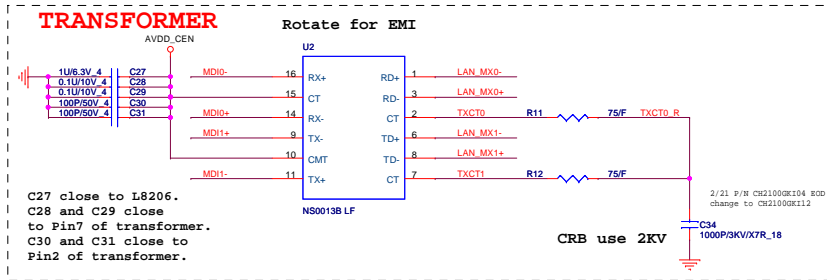 TRANSFORMER
Rotate for EMI
AVDD_CEN
U2
1U/6.3V_4 C27
0.1U/10V_4 C28
0.1U/10V_4 C29
100P/50V_4 C30
100P/50V_4 C31
MDI0- 16 RX+ RD+ 1 LAN_MX0-
15 CT RD- 3 LAN_MX0+
MDI0+ 14 RX- CT 2 TXCT0 R11 75/F TXCT0_R
MDI1+ 9 TX- TD+ 6 LAN_MX1-
10 CMT TD- 8 LAN_MX1+
MDI1- 11 TX+ CT 7 TXCT1 R12 75/F
NS0013B LF
C27 close to L8206.
C28 and C29 close
to Pin7 of transformer.
C30 and C31 close to
Pin2 of transformer.
2/21 P/N CH2100GKI04 EOD
change to CH2100GKI12
C34
1000P/3KV/X7R_18
CRB use 2KV